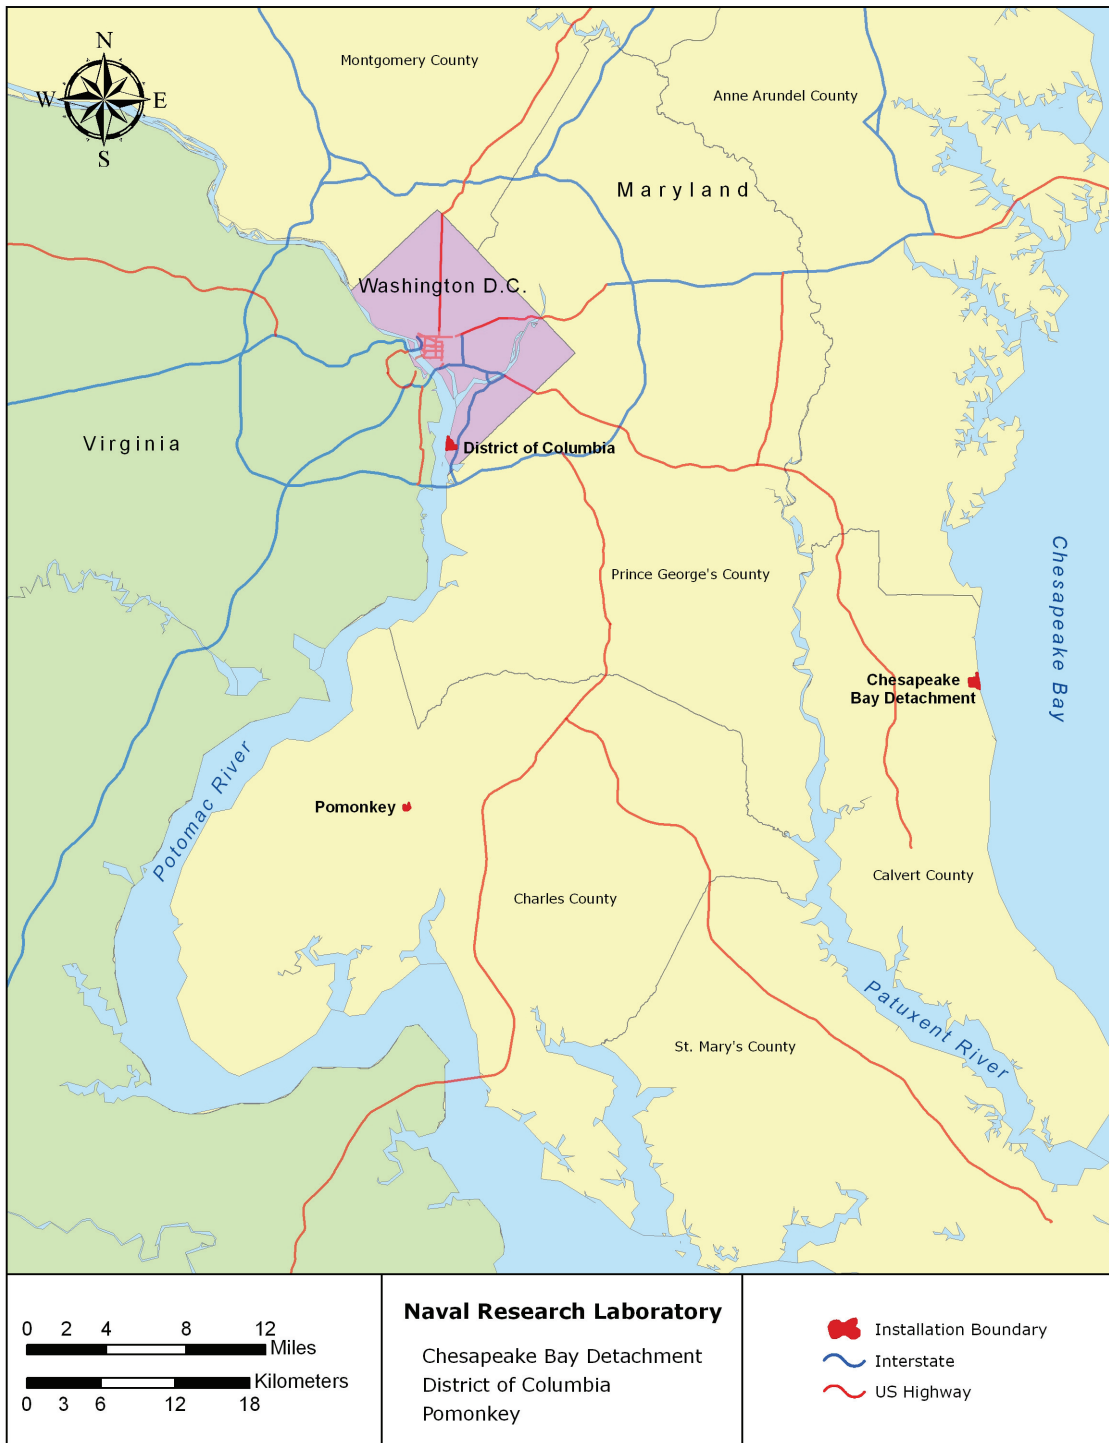 N
W E
S
Montgomery County
Anne Arundel County
Maryland
Washington D.C.
Virginia
District of Columbia
Chesapeake Bay
Prince George's County
Chesapeake
Bay Detachment
Potomac River
Pomonkey
Calvert County
Charles County
Patuxent River
St. Mary's County
0 2 4 8 12
Miles
Kilometers
0 3 6 12 18
Naval Research Laboratory
Chesapeake Bay Detachment
District of Columbia
Pomonkey
Installation Boundary
Interstate
US Highway